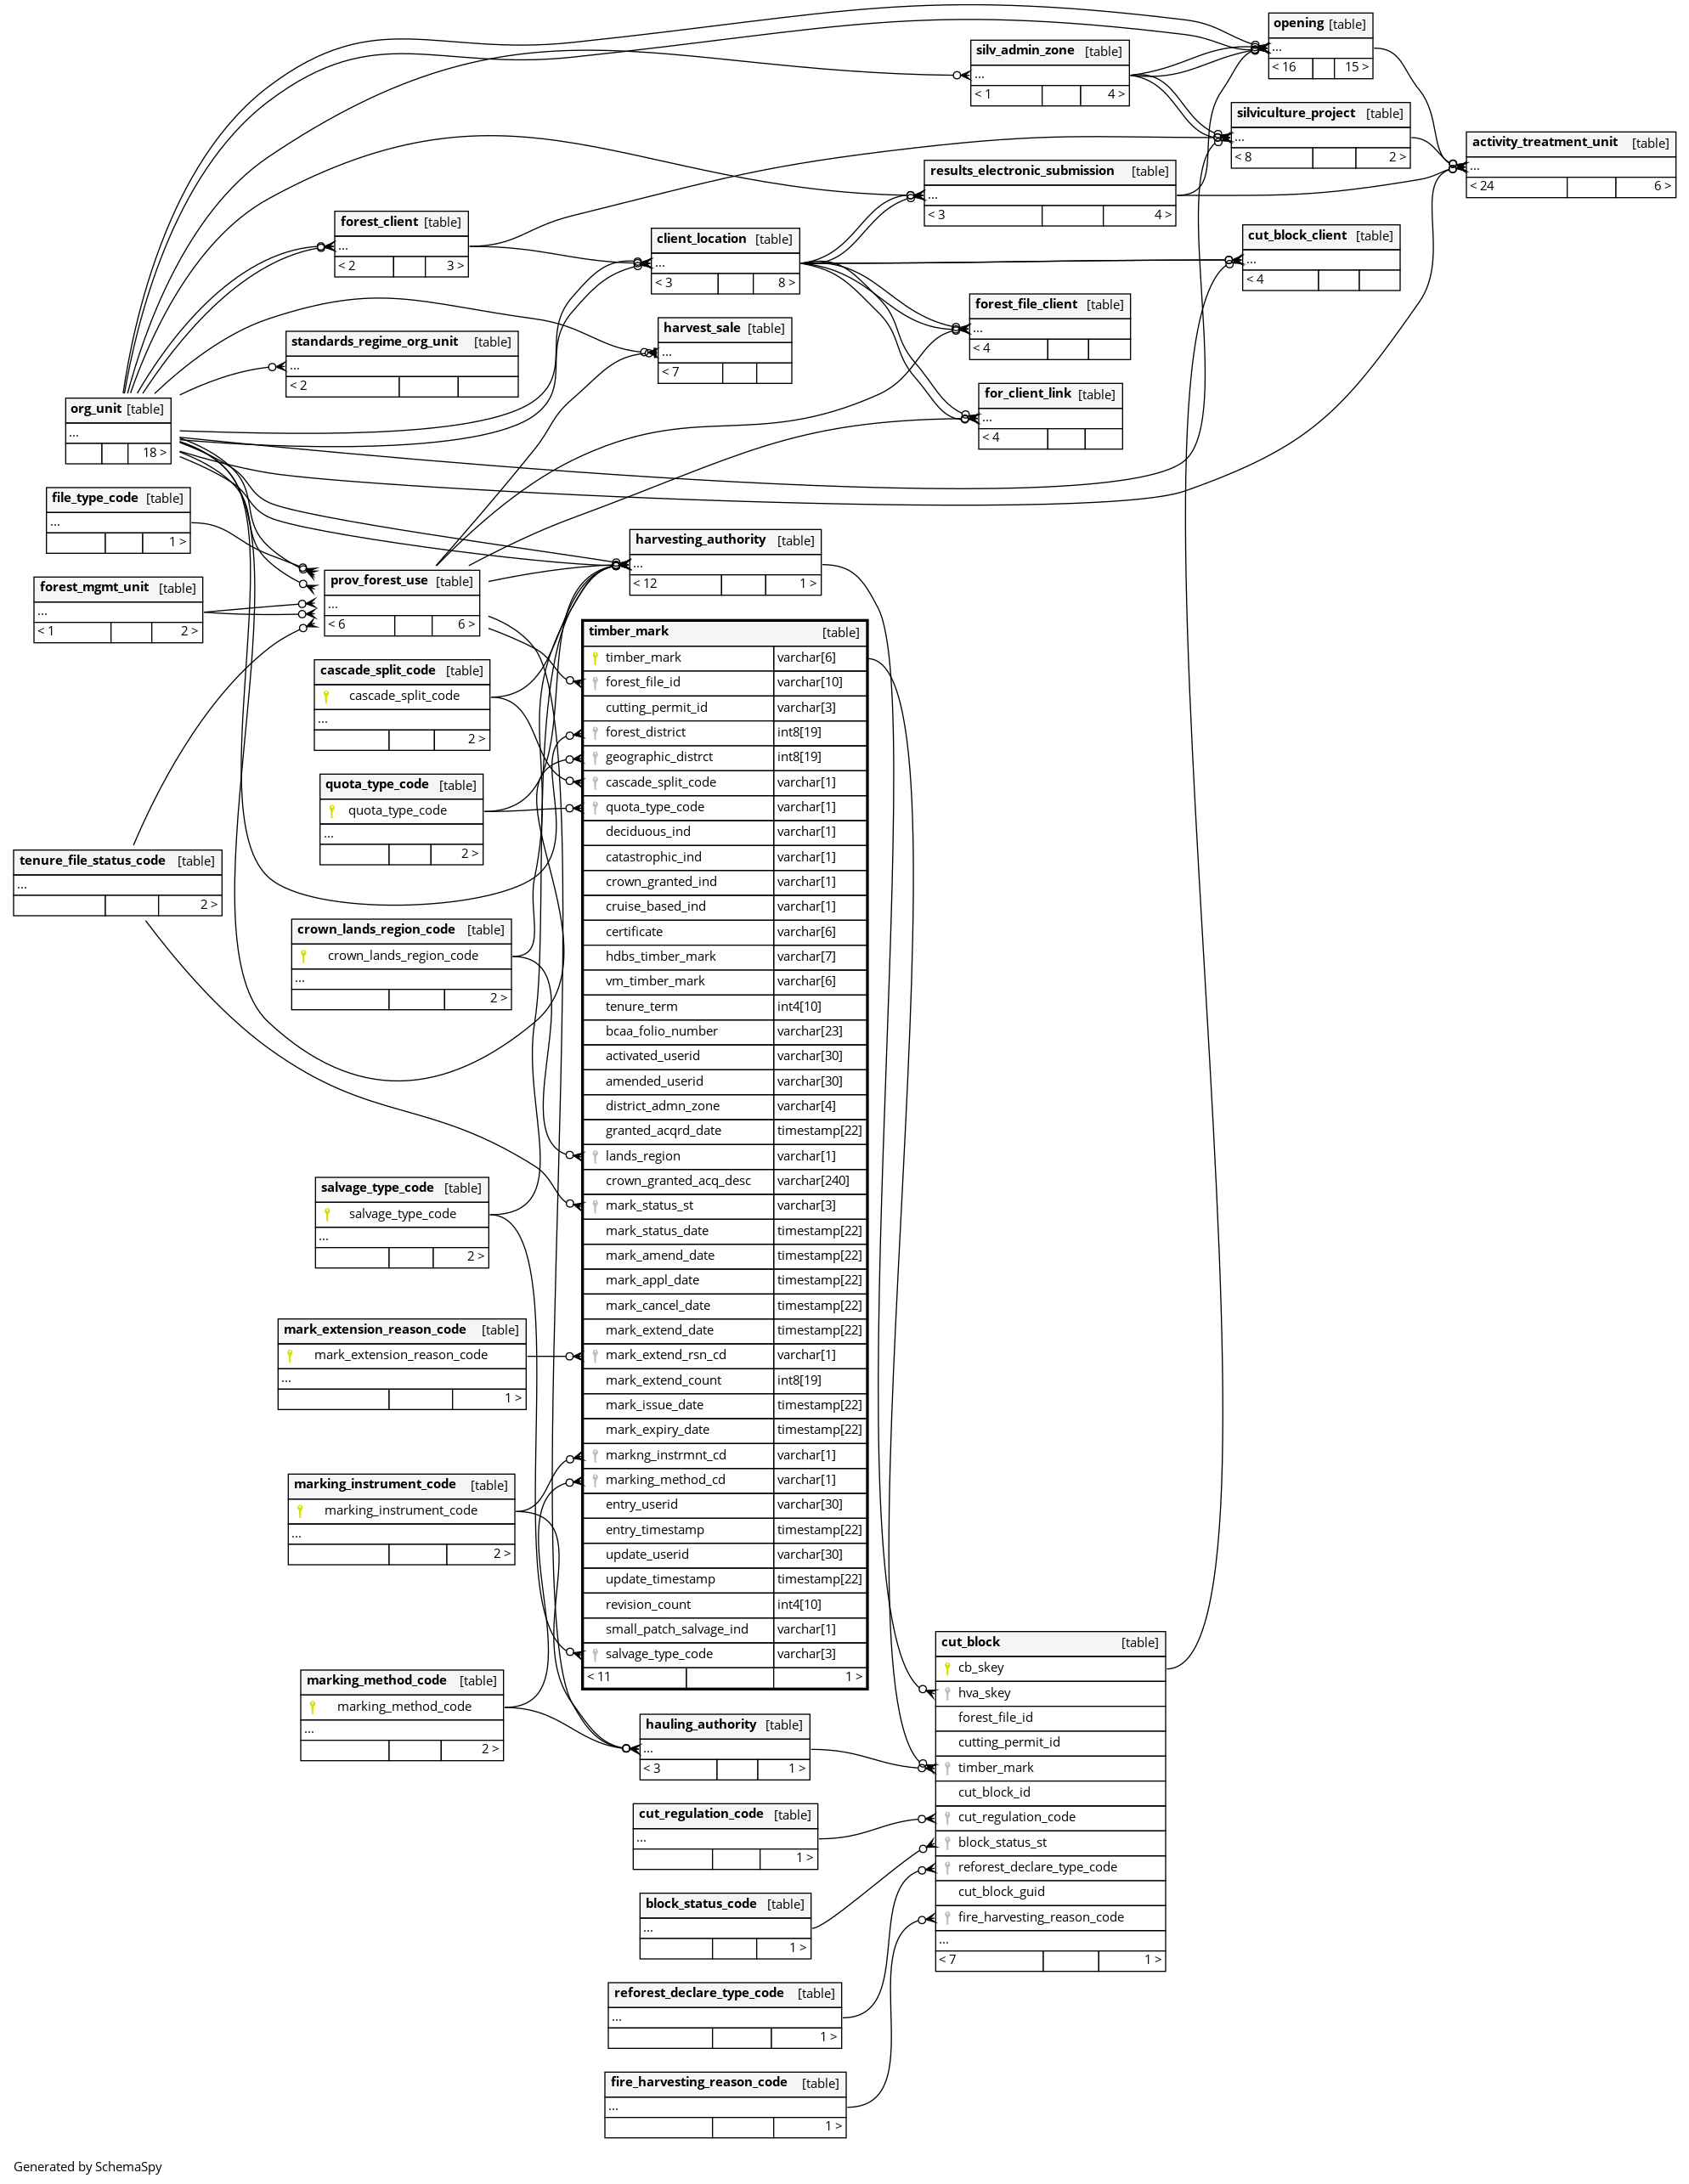 opening [table]
...
< 16 15 >
silv_admin_zone [table]
...
< 1 4 >
silviculture_project [table]
...
< 8 2 >
activity_treatment_unit [table]
...
< 24 6 >
results_electronic_submission [table]
...
< 3 4 >
forest_client [table]
...
< 2 3 >
client_location [table]
...
< 3 8 >
cut_block_client [table]
...
< 4
forest_file_client [table]
...
< 4
harvest_sale [table]
...
< 7
standards_regime_org_unit [table]
...
< 2
for_client_link [table]
...
< 4
org_unit [table]
...
18 >
file_type_code [table]
...
1 >
harvesting_authority [table]
...
< 12 1 >
forest_mgmt_unit [table]
...
< 1 2 >
prov_forest_use [table]
...
< 6 6 >
cascade_split_code [table]
cascade_split_code
...
2 >
quota_type_code [table]
quota_type_code
...
2 >
tenure_file_status_code [table]
...
2 >
crown_lands_region_code [table]
crown_lands_region_code
...
2 >
salvage_type_code [table]
salvage_type_code
...
2 >
mark_extension_reason_code [table]
mark_extension_reason_code
...
1 >
marking_instrument_code [table]
marking_instrument_code
...
2 >
marking_method_code [table]
marking_method_code
...
2 >
timber_mark [table]
timber_mark varchar[6]
forest_file_id varchar[10]
cutting_permit_id varchar[3]
forest_district int8[19]
geographic_distrct int8[19]
cascade_split_code varchar[1]
quota_type_code varchar[1]
deciduous_ind varchar[1]
catastrophic_ind varchar[1]
crown_granted_ind varchar[1]
cruise_based_ind varchar[1]
certificate varchar[6]
hdbs_timber_mark varchar[7]
vm_timber_mark varchar[6]
tenure_term int4[10]
bcaa_folio_number varchar[23]
activated_userid varchar[30]
amended_userid varchar[30]
district_admn_zone varchar[4]
granted_acqrd_date timestamp[22]
lands_region varchar[1]
crown_granted_acq_desc varchar[240]
mark_status_st varchar[3]
mark_status_date timestamp[22]
mark_amend_date timestamp[22]
mark_appl_date timestamp[22]
mark_cancel_date timestamp[22]
mark_extend_date timestamp[22]
mark_extend_rsn_cd varchar[1]
mark_extend_count int8[19]
mark_issue_date timestamp[22]
mark_expiry_date timestamp[22]
markng_instrmnt_cd varchar[1]
marking_method_cd varchar[1]
entry_userid varchar[30]
entry_timestamp timestamp[22]
update_userid varchar[30]
update_timestamp timestamp[22]
revision_count int4[10]
small_patch_salvage_ind varchar[1]
salvage_type_code varchar[3]
< 11 1 >
cut_block [table]
cb_skey
hva_skey
forest_file_id
cutting_permit_id
timber_mark
cut_block_id
cut_regulation_code
block_status_st
reforest_declare_type_code
cut_block_guid
fire_harvesting_reason_code
...
< 7 1 >
hauling_authority [table]
...
< 3 1 >
cut_regulation_code [table]
...
1 >
block_status_code [table]
...
1 >
reforest_declare_type_code [table]
...
1 >
fire_harvesting_reason_code [table]
...
1 >
Generated by SchemaSpy